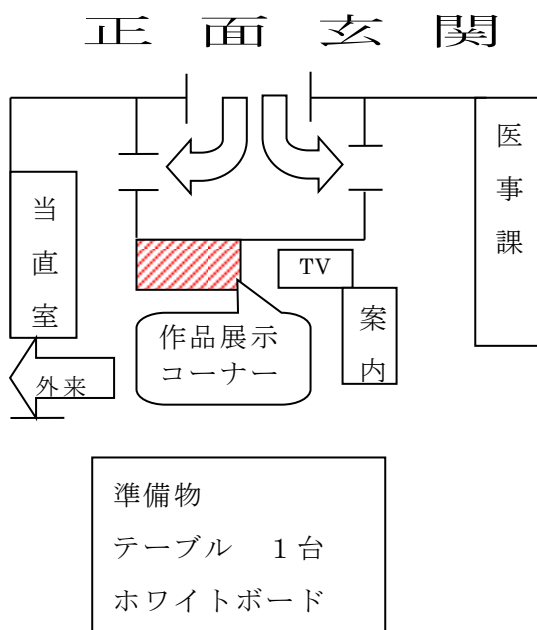 正面玄関
医事課
当直室
TV
案内
作品展示
コーナー
外来
準備物
テーブル　１台
ホワイトボード